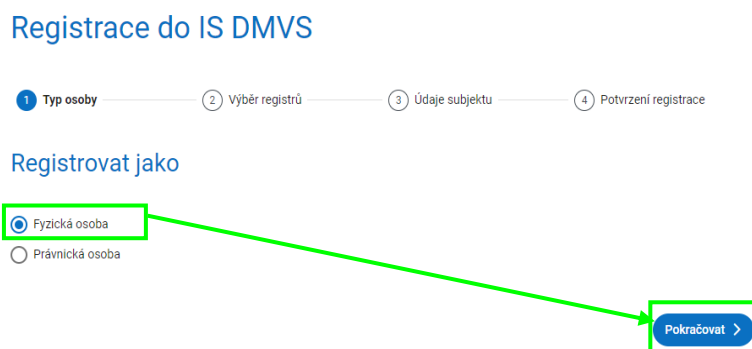 Registrace do IS DMVS
1 Typ osoby 2 Výběr registrů 3 Údaje subjektu 4 Potvrzení registrace
Registrovat jako
Fyzická osoba
Právnická osoba
Pokračovat